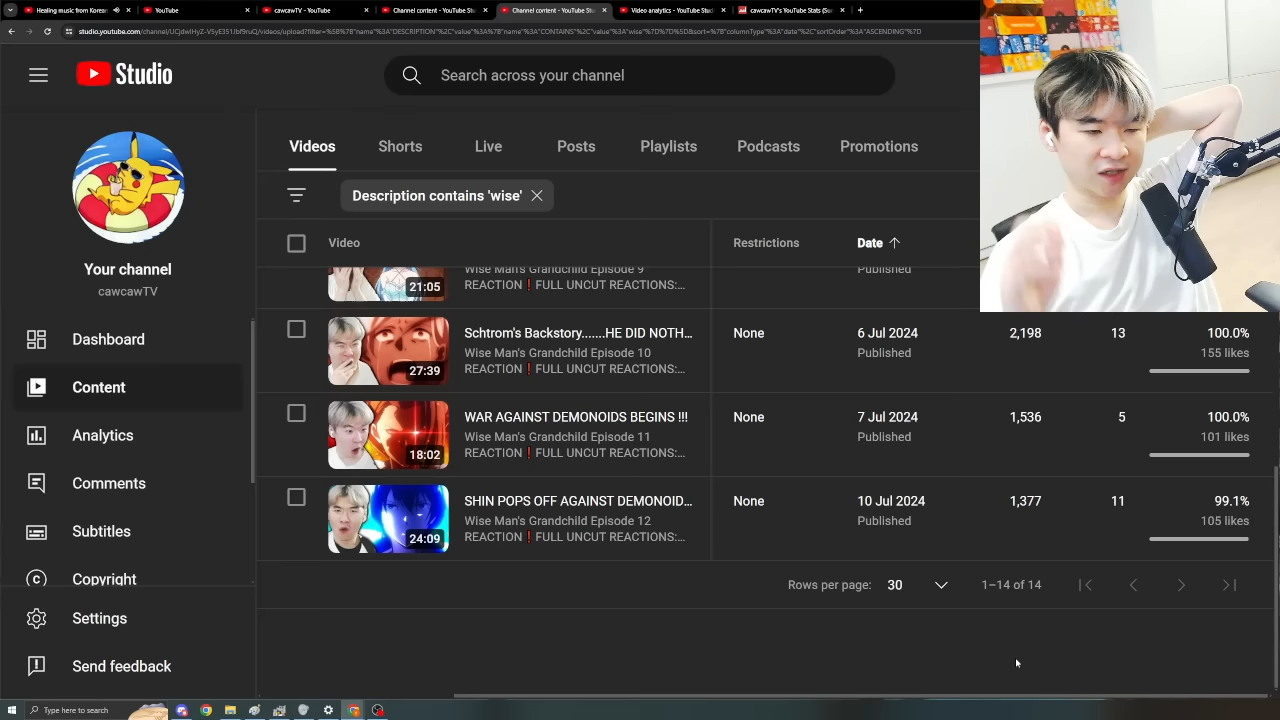 Healing music from Korean
YouTube
cawcawTV - YouTube
Channel content - YouTube Stu
Channel content - YouTube Stu
Video analytics - YouTube Stud
cawcawTV's YouTube Stats (Sum
Studio
Search across your channel
Your channel
cawcawTV
Dashboard
Content
Analytics
Comments
Subtitles
Copyright
Settings
Send feedback
Videos Shorts Live Posts Playlists Podcasts Promotions
Description contains 'wise'
Video Restrictions Date
Wise Man's Grandchild Episode 9 Published
21:05 REACTION❗FULL UNCUT REACTIONS:...
Schtrom's Backstory.......HE DID NOTH... None 6 Jul 2024 2,198 13 100.0%
Wise Man's Grandchild Episode 10 Published 155 likes
27:39 REACTION❗FULL UNCUT REACTIONS:...
WAR AGAINST DEMONOIDS BEGINS !!! None 7 Jul 2024 1,536 5 100.0%
Wise Man's Grandchild Episode 11 Published 101 likes
18:02 REACTION❗FULL UNCUT REACTIONS:...
SHIN POPS OFF AGAINST DEMONOID... None 10 Jul 2024 1,377 11 99.1%
Wise Man's Grandchild Episode 12 Published 105 likes
24:09 REACTION❗FULL UNCUT REACTIONS:...
Rows per page: 30 1–14 of 14
Type here to search